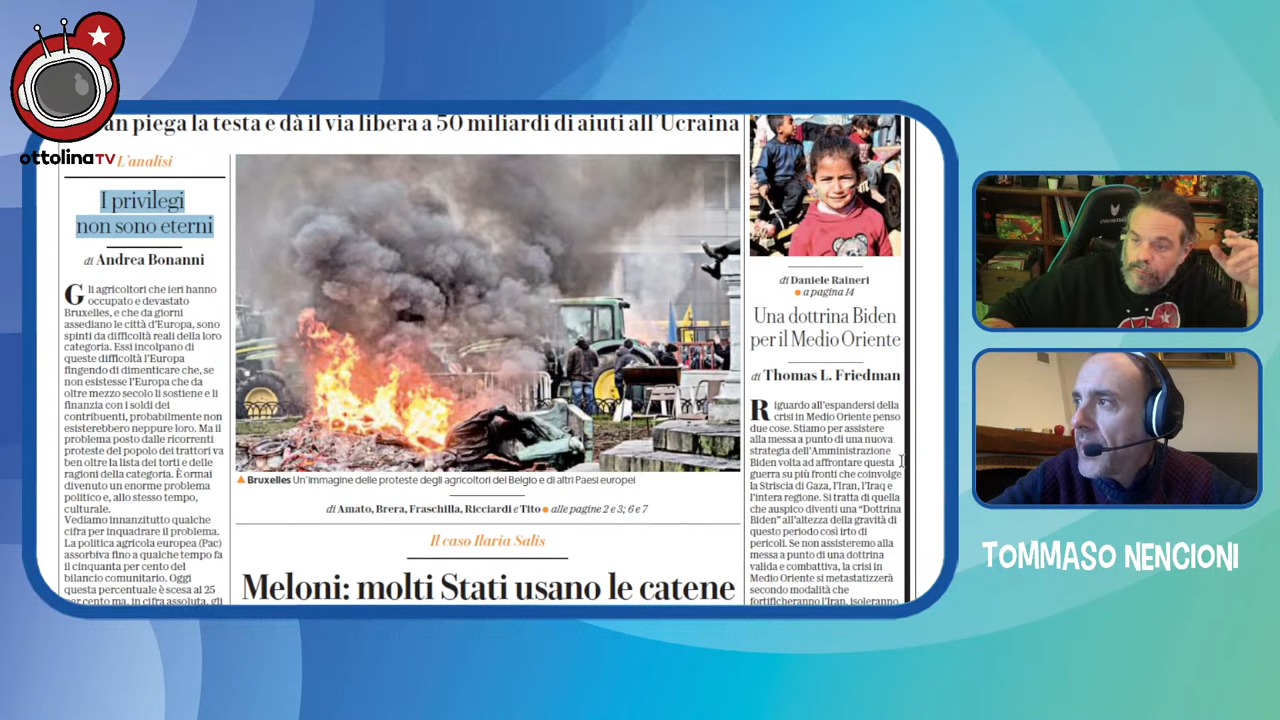 an piega la testa e dà il via libera a 50 miliardi di aiuti all'Ucraina
ottolinaTV
L'analisi
I privilegi
non sono eterni
di Andrea Bonanni
Gli agricoltori che ieri hanno
occupato e devastato
Bruxelles, e che da giorni
assediano le città d'Europa, sono
spinti da difficoltà reali della loro
categoria. Essi incolpano di
queste difficoltà l'Europa
fingendo di dimenticare che, se
non esistesse l'Europa che da
oltre mezzo secolo li sostiene e li
finanzia con i soldi dei
contribuenti, probabilmente non
esisterebbero neppure loro. Ma il
problema posto dalle ricorrenti
proteste del popolo dei trattori va
ben oltre la lista dei torti e delle
ragioni della categoria. È ormai
divenuto un enorme problema
politico e, allo stesso tempo,
culturale.
Vediamo innanzitutto qualche
cifra per inquadrare il problema.
La politica agricola europea (Pac)
assorbiva fino a qualche tempo fa
il cinquanta per cento del
bilancio comunitario. Oggi
questa percentuale è scesa al 25
per cento ma, in cifra assoluta, gli
Bruxelles Un'immagine delle proteste degli agricoltori del Belgio e di altri Paesi europei
di Amato, Brera, Fraschilla, Ricciardi e Tito ● alle pagine 2 e 3; 6 e 7
Il caso Ilaria Salis
Meloni: molti Stati usano le catene
di Daniele Raineri
● a pagina 14
Una dottrina Biden
per il Medio Oriente
di Thomas L. Friedman
Riguardo all'espandersi della
crisi in Medio Oriente penso
due cose. Stiamo per assistere
alla messa a punto di una nuova
strategia dell'Amministrazione
Biden volta ad affrontare questa
guerra su più fronti che coinvolge
la Striscia di Gaza, l'Iran, l'Iraq e
l'intera regione. Si tratta di quella
che auspico diventi una "Dottrina
Biden" all'altezza della gravità di
questo periodo così irto di
pericoli. Se non assisteremo alla
messa a punto di una dottrina
valida e combattiva, la crisi in
Medio Oriente si metastatizzerà
secondo modalità che
fortificheranno l'Iran, isoleranno
TOMMASO NENCIONI